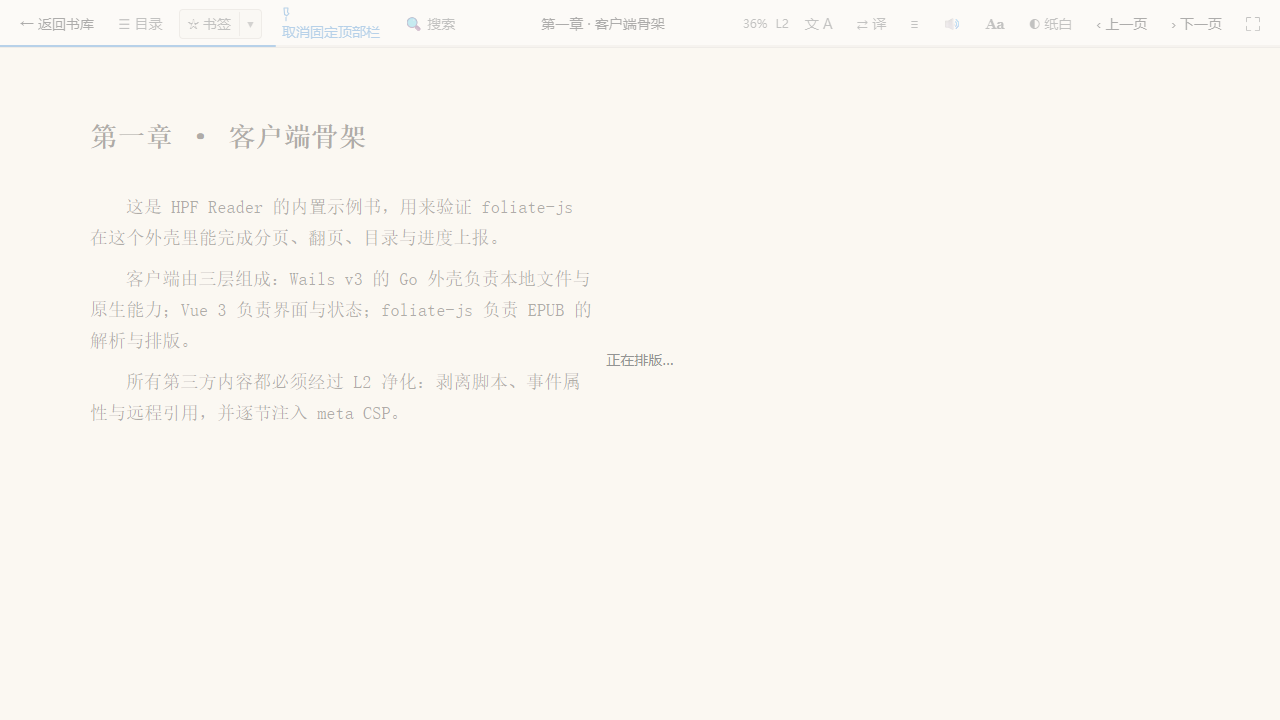 ← 返回书库 ☰ 目录 ☆ 书签 ▾ 取消固定顶部栏 搜索 第一章 · 客户端骨架 36% L2 文 A ⇄ 译 ≡ Aa ◐ 纸白 ‹ 上一页 › 下一页
第一章 · 客户端骨架
这是 HPF Reader 的内置示例书，用来验证 foliate-js
在这个外壳里能完成分页、翻页、目录与进度上报。
客户端由三层组成：Wails v3 的 Go 外壳负责本地文件与
原生能力；Vue 3 负责界面与状态；foliate-js 负责 EPUB 的
解析与排版。
正在排版…
所有第三方内容都必须经过 L2 净化：剥离脚本、事件属
性与远程引用，并逐节注入 meta CSP。